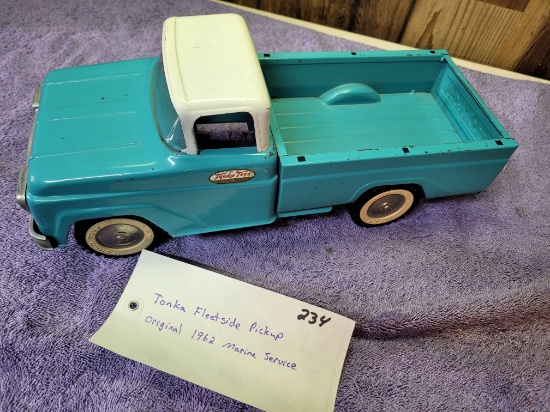 Tonka Toys
Tonka Fleetside Pickup
234
Original 1962 Marine Service